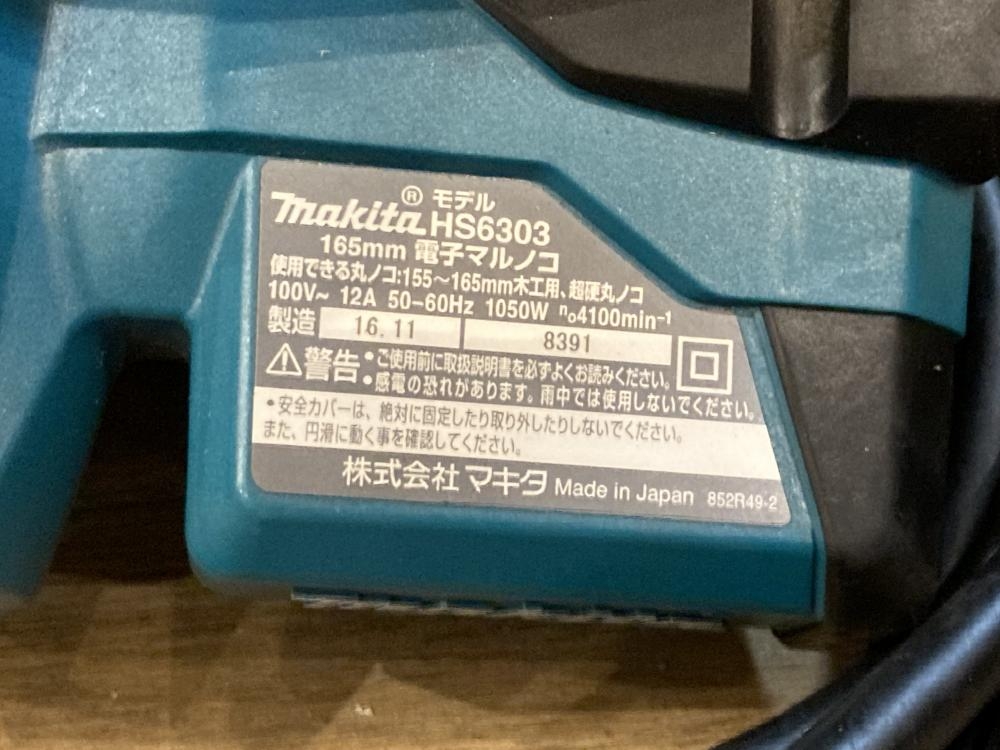 makita® モデル HS6303
165mm 電子マルノコ
使用できる丸ノコ:155～165mm木工用、超硬丸ノコ
100V~ 12A 50-60Hz 1050W n₀4100min⁻¹
製造 16.11 8391
⚠警告 •ご使用前に取扱説明書を必ずよくお読みください。
•感電の恐れがあります。雨中では使用しないでください。
•安全カバーは、絶対に固定したり取り外したりしないでください。
また、円滑に動く事を確認してください。
株式会社 マキタ Made in Japan 852R49-2